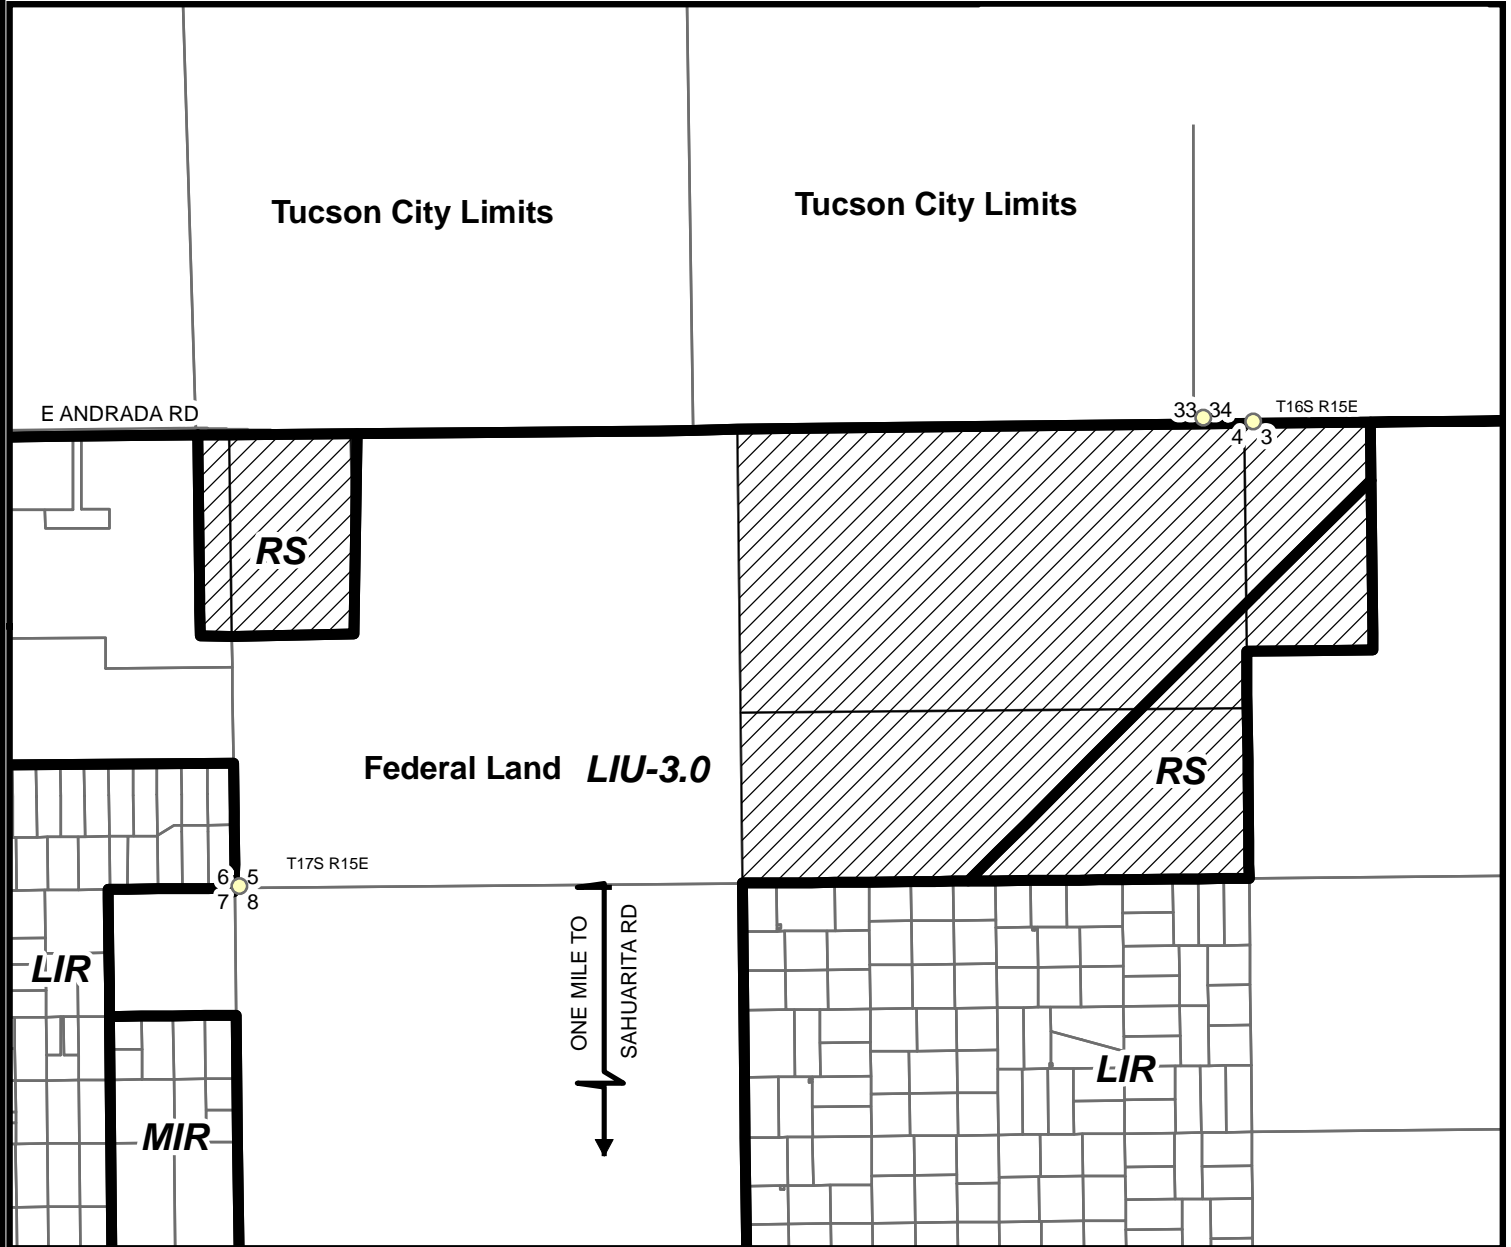 Tucson City Limits
Tucson City Limits
E ANDRADA RD
33 34
T16S R15E
4 3
RS
Federal Land LIU-3.0
RS
T17S R15E
6 5
7 8
ONE MILE TO
SAHUARITA RD
LIR
LIR
MIR